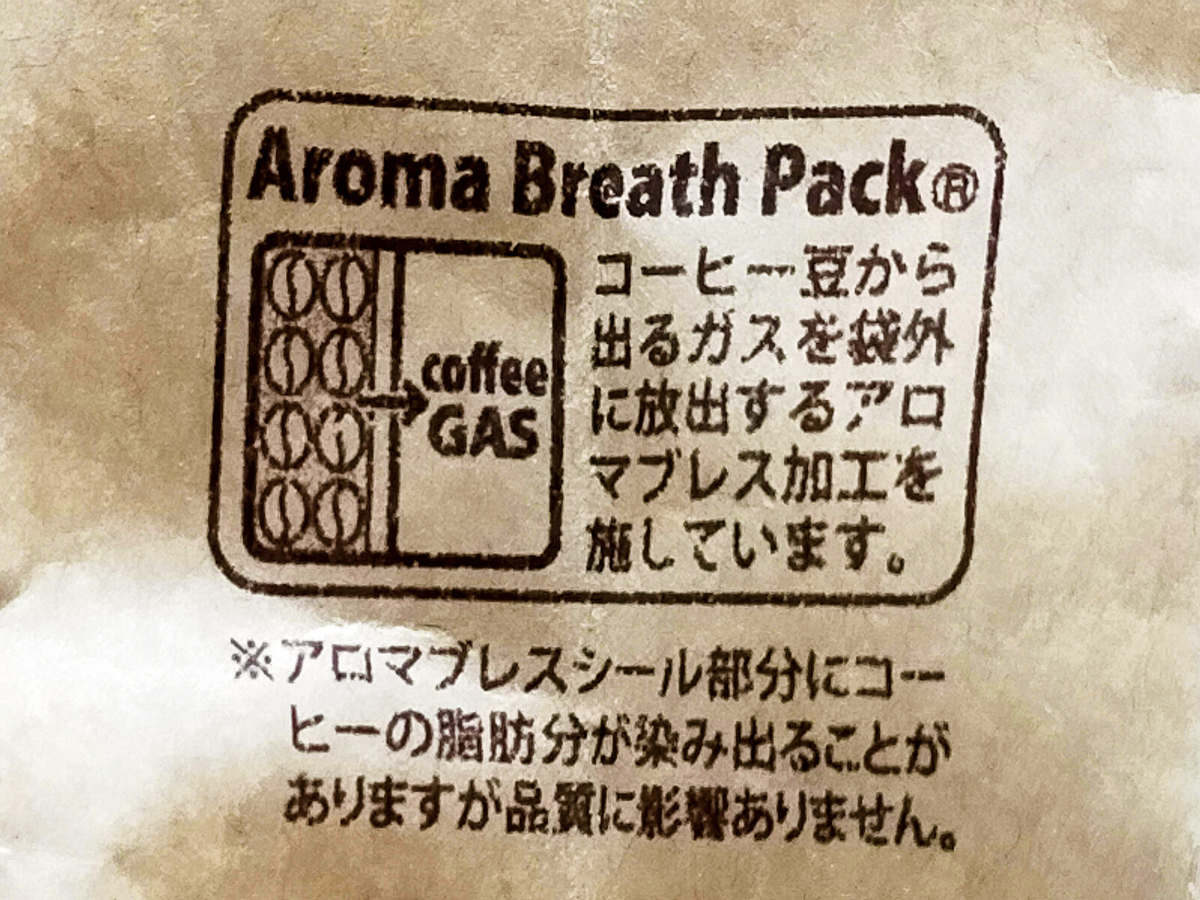 Aroma Breath Pack®
coffee
GAS
コーヒー豆から
出るガスを袋外
に放出するアロ
マブレス加工を
施しています。
※アロマブレスシール部分にコー
ヒーの脂肪分が染み出ることが
ありますが品質に影響ありません。